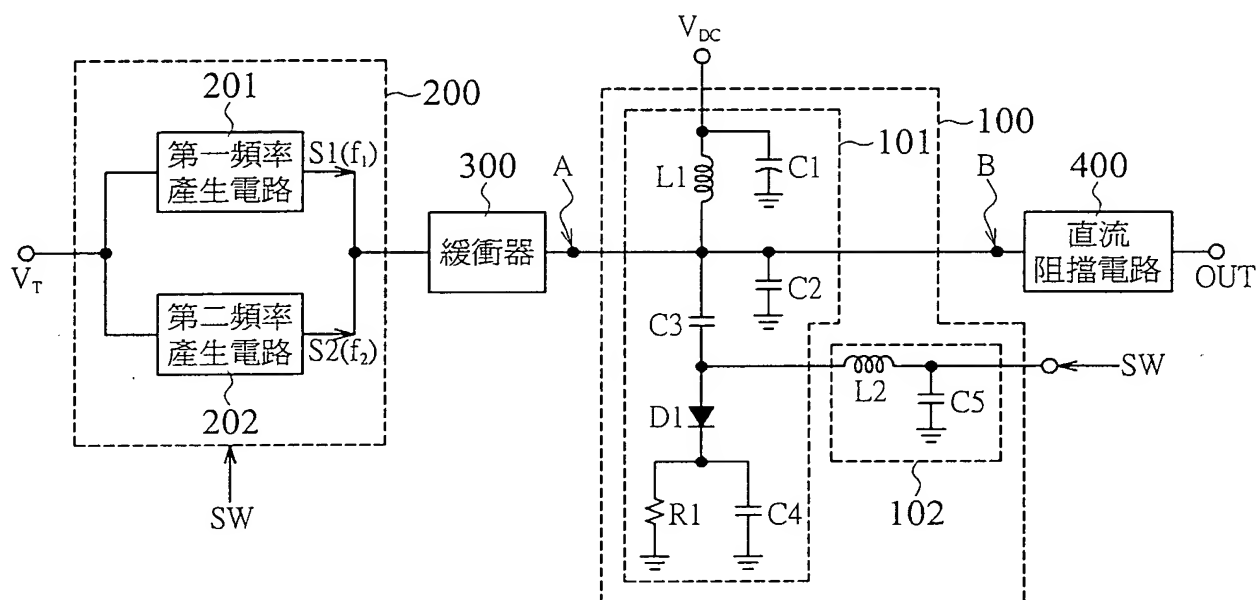 V_DC
201
200
第一頻率
產生電路
S1(f₁)
V_T
第二頻率
產生電路
S2(f₂)
202
SW
300
緩衝器
A
101
100
L1
C1
C2
C3
B
400
直流
阻擋電路
OUT
L2
C5
SW
102
D1
R1
C4